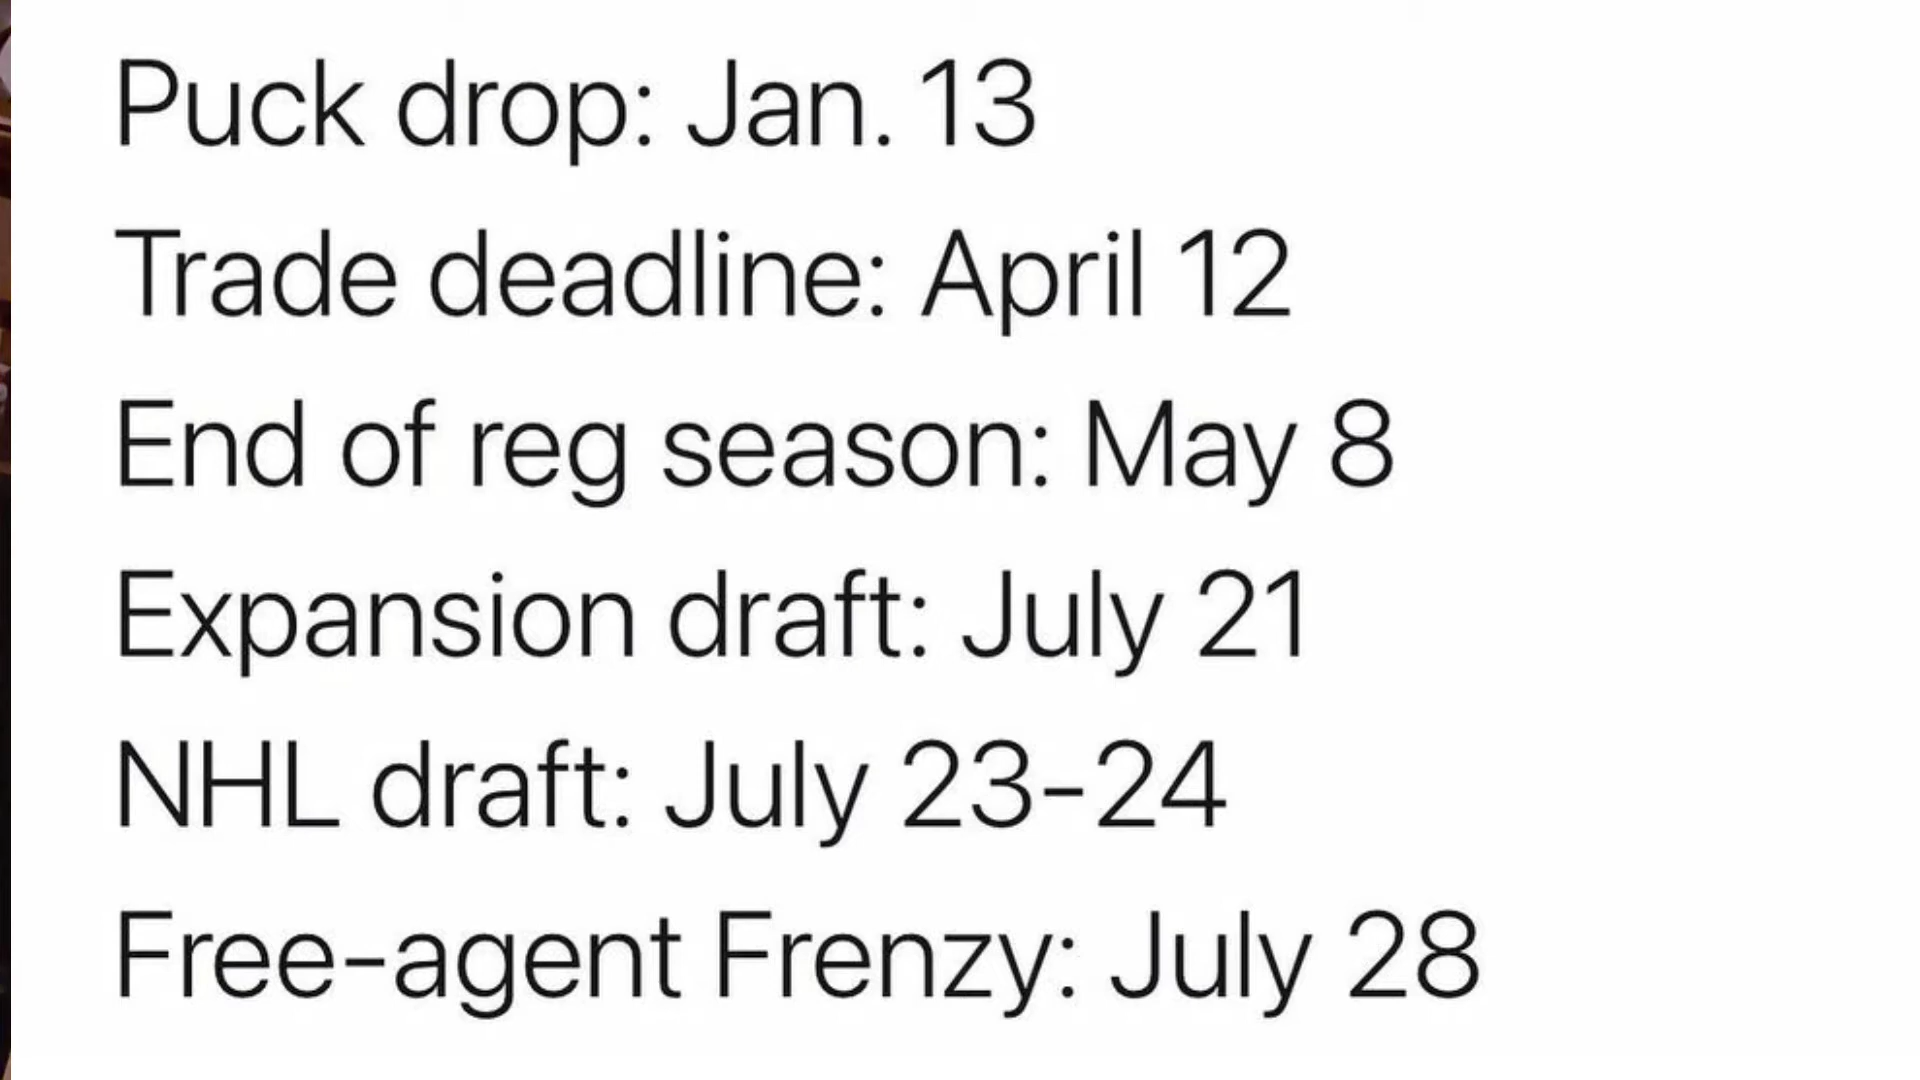 Puck drop: Jan. 13
Trade deadline: April 12
End of reg season: May 8
Expansion draft: July 21
NHL draft: July 23-24
Free-agent Frenzy: July 28